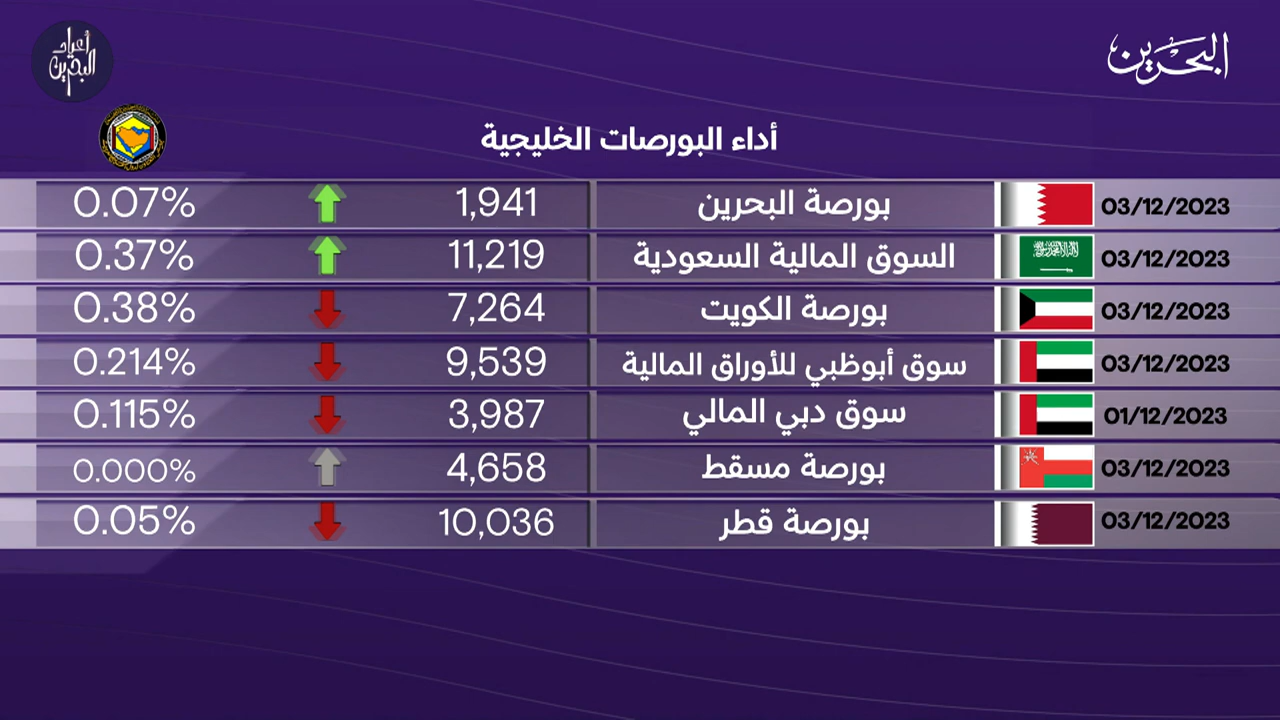 البحرين
أعياد البحرين
أداء البورصات الخليجية
03/12/2023 بورصة البحرين 1,941 0.07%
03/12/2023 السوق المالية السعودية 11,219 0.37%
03/12/2023 بورصة الكويت 7,264 0.38%
03/12/2023 سوق أبوظبي للأوراق المالية 9,539 0.214%
01/12/2023 سوق دبي المالي 3,987 0.115%
03/12/2023 بورصة مسقط 4,658 0.000%
03/12/2023 بورصة قطر 10,036 0.05%